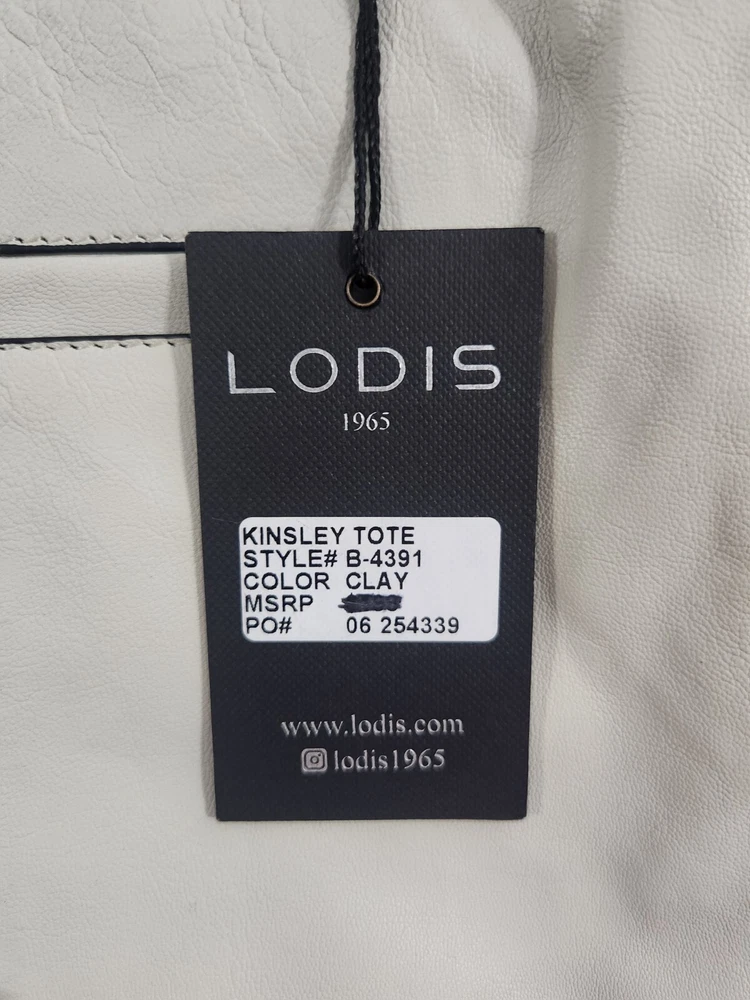 LODIS
1965
KINSLEY TOTE
STYLE# B-4391
COLOR CLAY
MSRP
PO# 06 254339
www.lodis.com
lodis1965